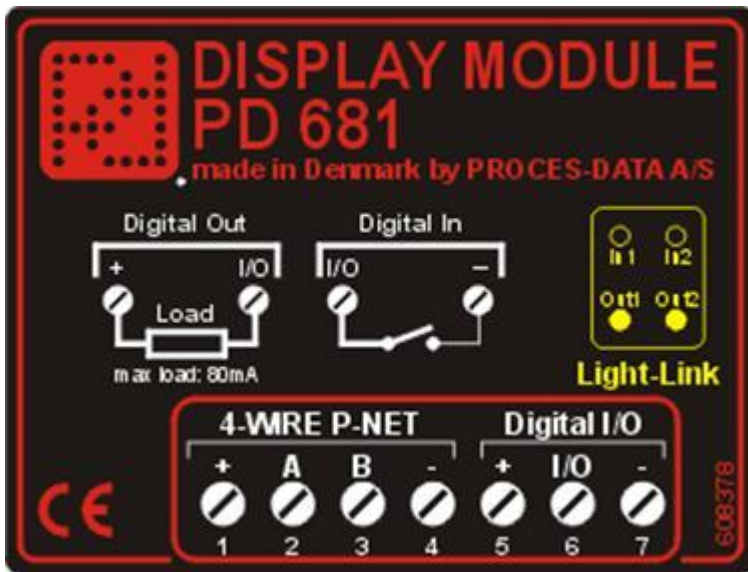 DISPLAY MODULE
PD 681
made in Denmark by PROCES-DATA A/S
Digital Out
+ I/O
Load
max load: 80mA
Digital In
I/O -
In1 In2
Out1 Out2
Light-Link
4-WIRE P-NET Digital I/O
+ A B - + I/O -
1 2 3 4 5 6 7
CE
608378